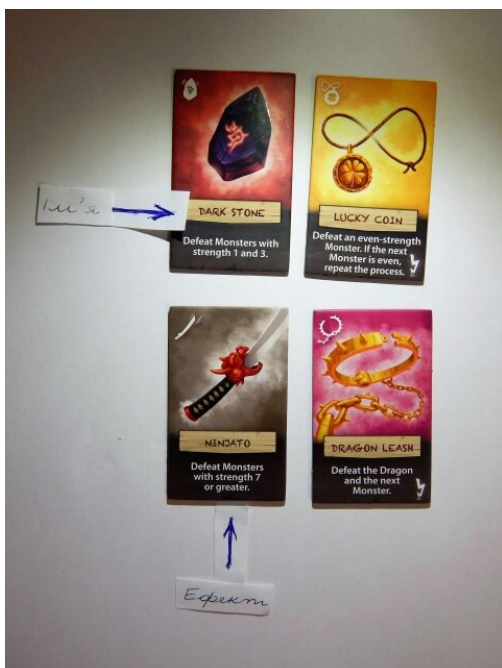 DARK STONE
Defeat Monsters with
strength 1 and 3.
LUCKY COIN
Defeat an even-strength
Monster. If the next
Monster is even,
repeat the process.
Ім'я
NINJATO
Defeat Monsters
with strength 7
or greater.
DRAGON LEASH
Defeat the Dragon
and the next
Monster.
Ефект